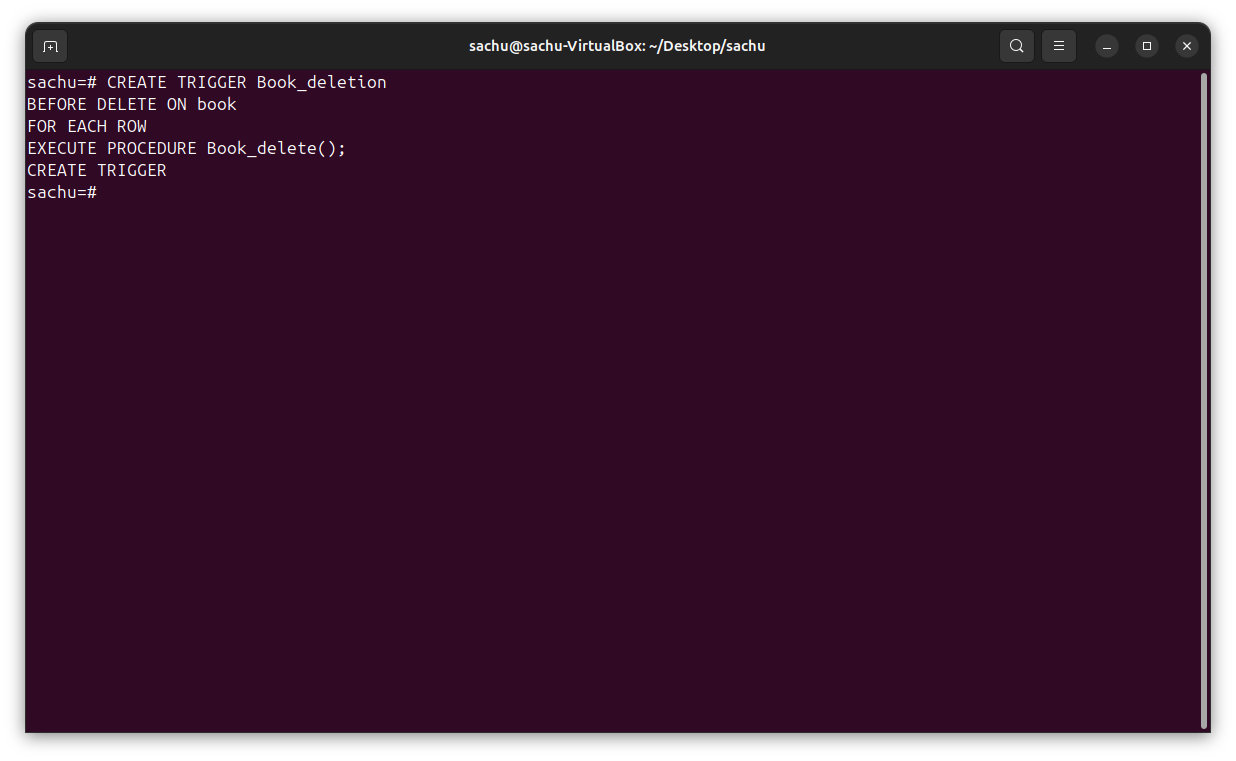 sachu@sachu-VirtualBox: ~/Desktop/sachu
sachu=# CREATE TRIGGER Book_deletion
BEFORE DELETE ON book
FOR EACH ROW
EXECUTE PROCEDURE Book_delete();
CREATE TRIGGER
sachu=#